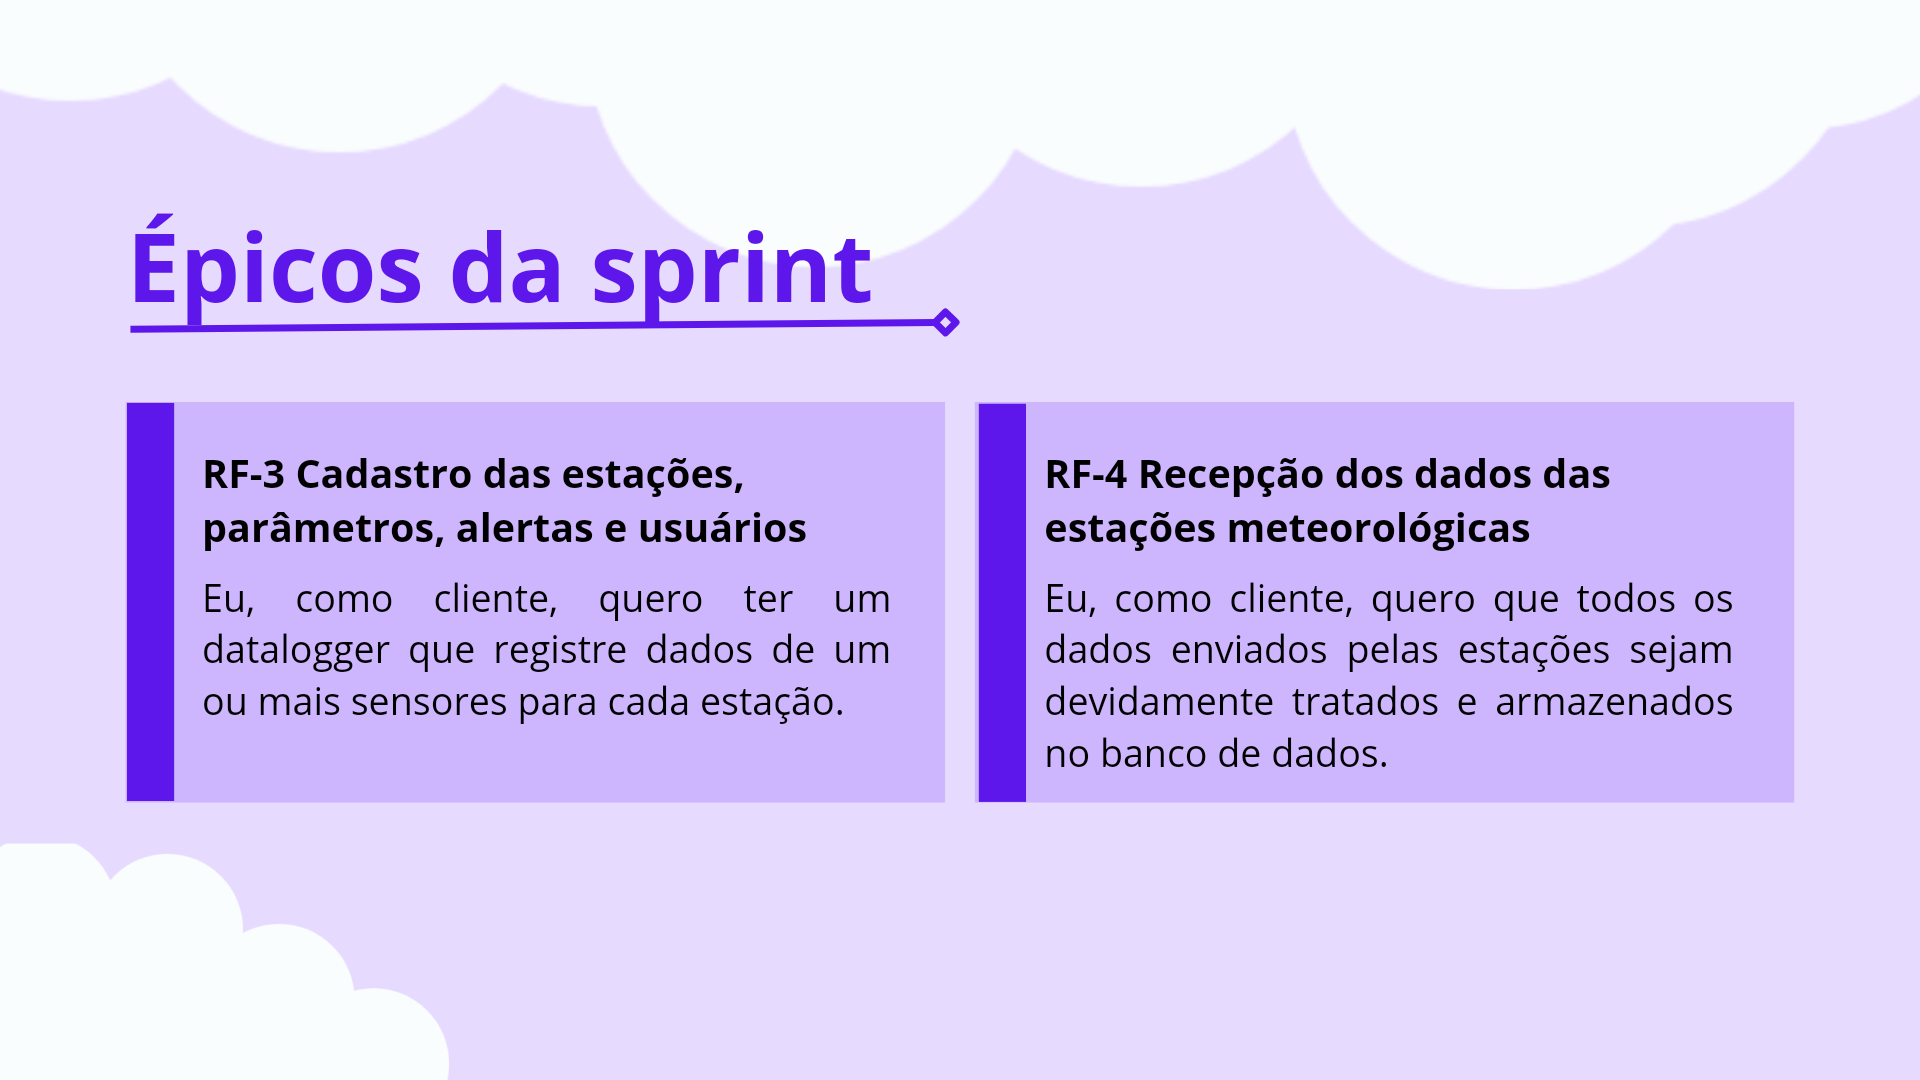 Épicos da sprint
RF-3 Cadastro das estações,
parâmetros, alertas e usuários
Eu, como cliente, quero ter um
datalogger que registre dados de um
ou mais sensores para cada estação.
RF-4 Recepção dos dados das
estações meteorológicas
Eu, como cliente, quero que todos os
dados enviados pelas estações sejam
devidamente tratados e armazenados
no banco de dados.